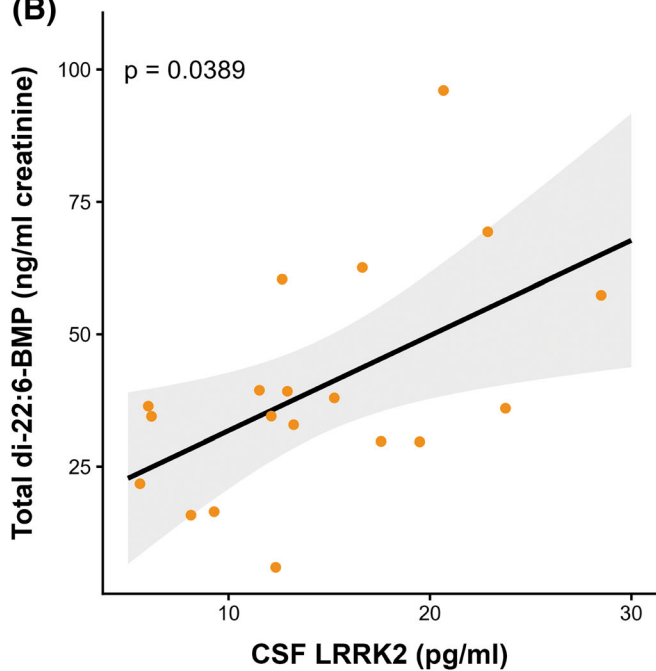 (B)
p = 0.0389
Total di-22:6-BMP (ng/ml creatinine)
100
75
50
25
10
20
30
CSF LRRK2 (pg/ml)